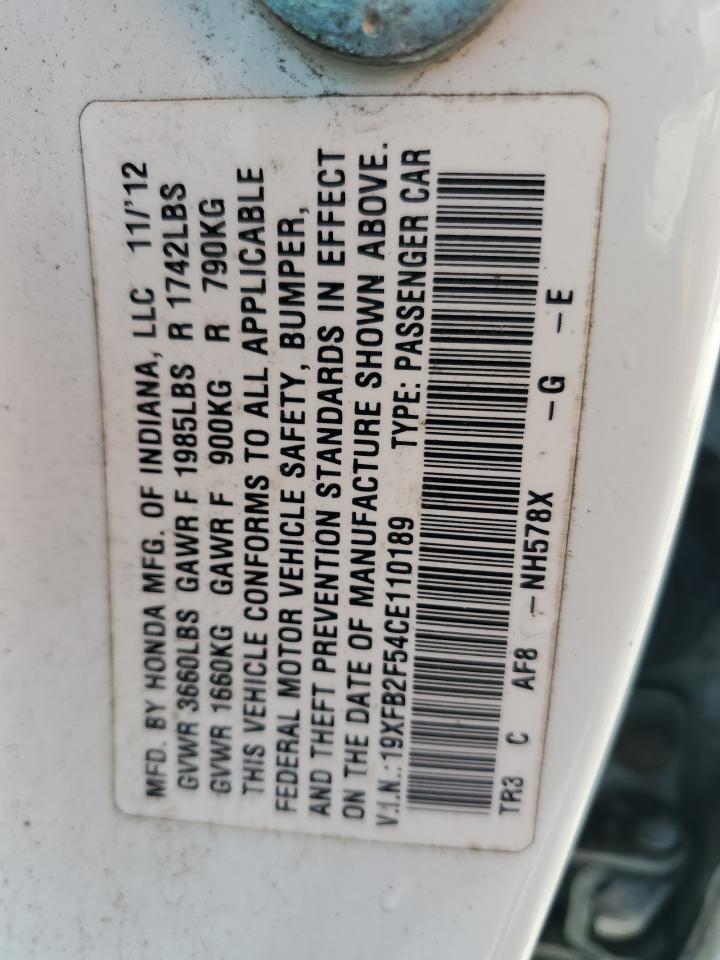 MFD. BY HONDA MFG. OF INDIANA, LLC 11/'12
GVWR 3660LBS GAWR F 1985LBS R 1742LBS
GVWR 1660KG GAWR F 900KG R 790KG
THIS VEHICLE CONFORMS TO ALL APPLICABLE
FEDERAL MOTOR VEHICLE SAFETY, BUMPER,
AND THEFT PREVENTION STANDARDS IN EFFECT
ON THE DATE OF MANUFACTURE SHOWN ABOVE.
V.I.N.:19XFB2F54CE110189 TYPE: PASSENGER CAR
TR3 C AF8 -NH578X -G -E